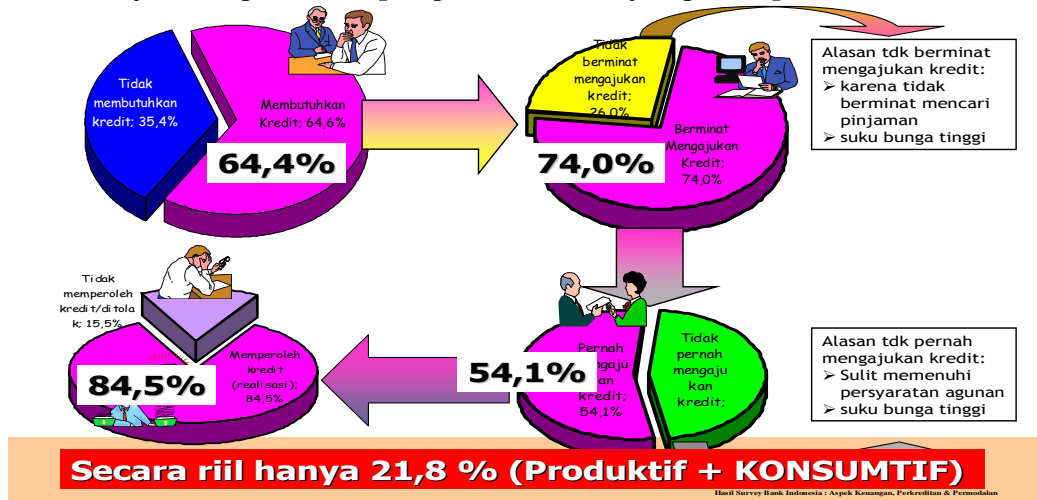 Tidak
membutuhkan
kredit; 35,4%
Membutuhkan
Kredit; 64,6%
64,4%
Tidak
berminat
mengajukan
kredit;
26,0%
Berminat
Mengajukan
Kredit;
74,0%
74,0%
Alasan tdk berminat
mengajukan kredit:
➢ karena tidak
berminat mencari
pinjaman
➢ suku bunga tinggi
Tidak
memperoleh
kredit/ditola
k; 15,5%
Memperoleh
kredit
(realisasi);
84,5%
84,5%
Pernah
kredit;
54,1%
54,1%
Tidak
pernah
mengaju
kan
kredit;
Alasan tdk pernah
mengajukan kredit:
➢ Sulit memenuhi
persyaratan agunan
➢ suku bunga tinggi
Secara riil hanya 21,8 % (Produktif + KONSUMTIF)
Hasil Survey Bank Indonesia : Aspek Keuangan, Perkreditan & Permodalan